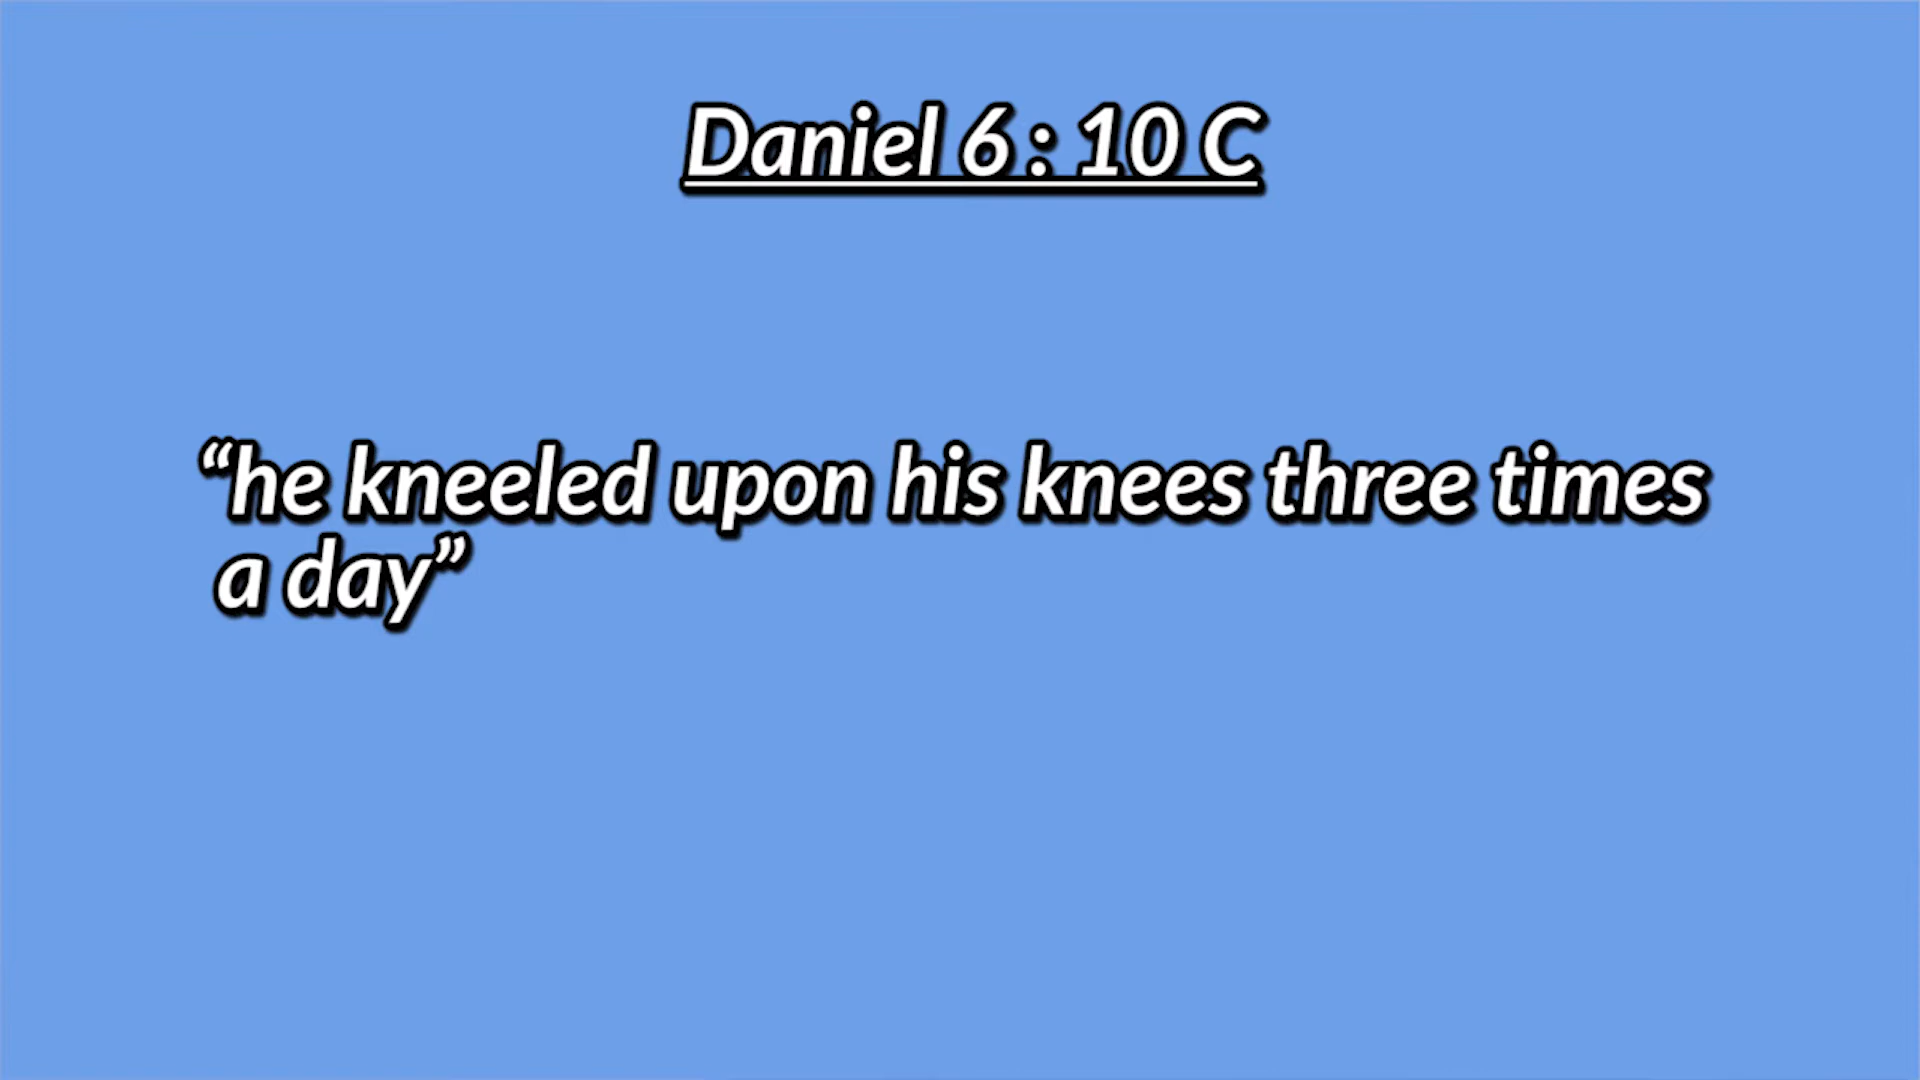 Daniel 6 : 10 C
“he kneeled upon his knees three times
a day”